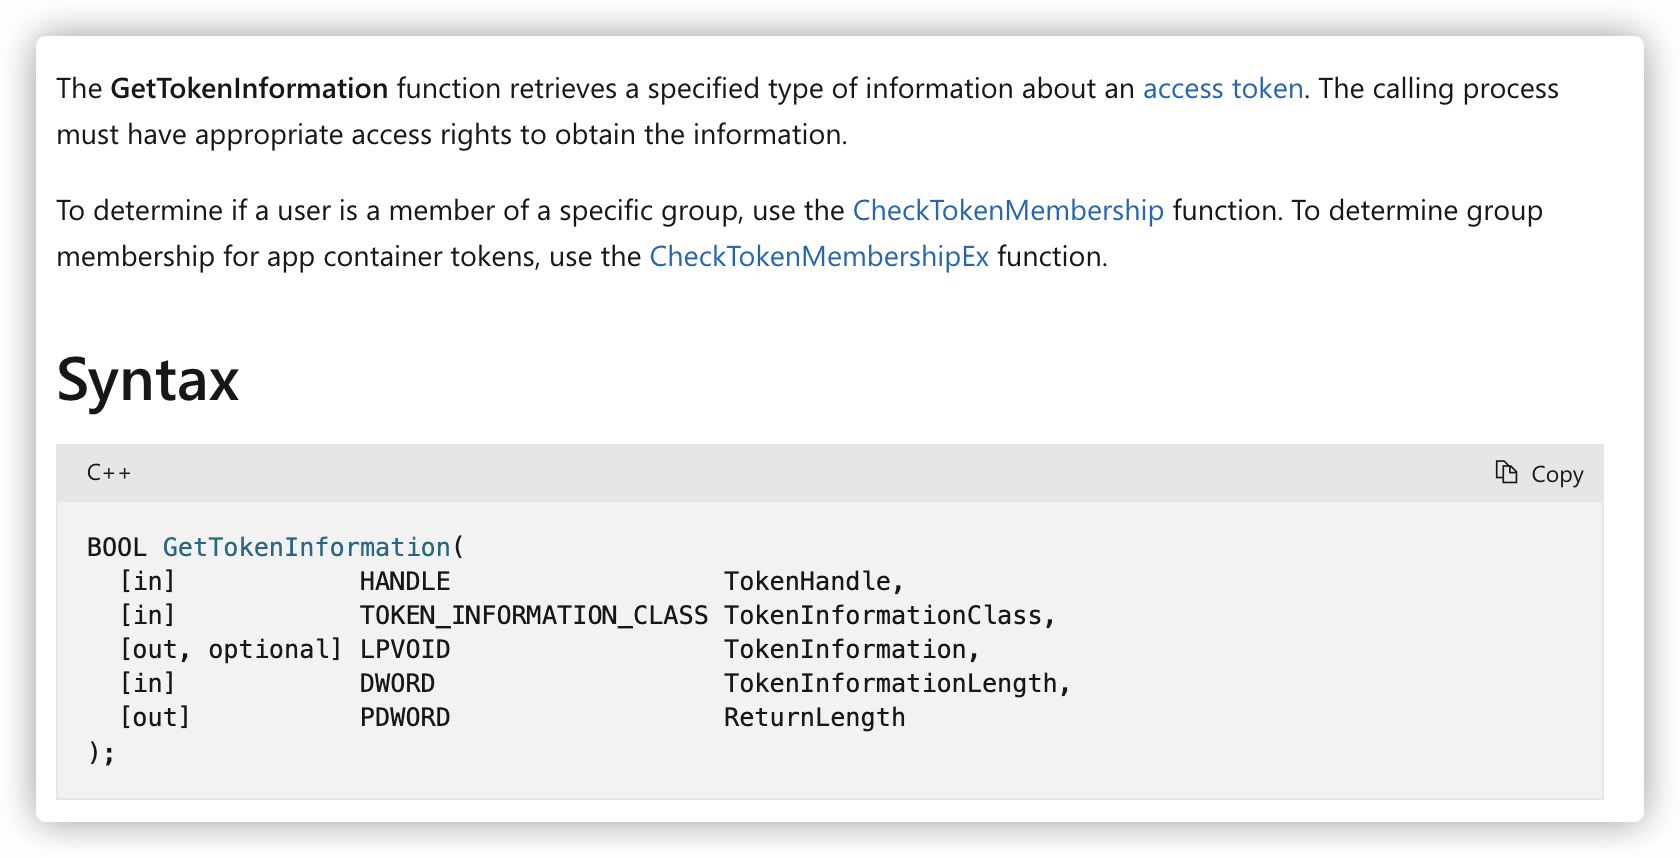 The GetTokenInformation function retrieves a specified type of information about an access token. The calling process
must have appropriate access rights to obtain the information.
To determine if a user is a member of a specific group, use the CheckTokenMembership function. To determine group
membership for app container tokens, use the CheckTokenMembershipEx function.
Syntax
C++ Copy
BOOL GetTokenInformation(
  [in]            HANDLE                  TokenHandle,
  [in]            TOKEN_INFORMATION_CLASS TokenInformationClass,
  [out, optional] LPVOID                  TokenInformation,
  [in]            DWORD                   TokenInformationLength,
  [out]           PDWORD                  ReturnLength
);